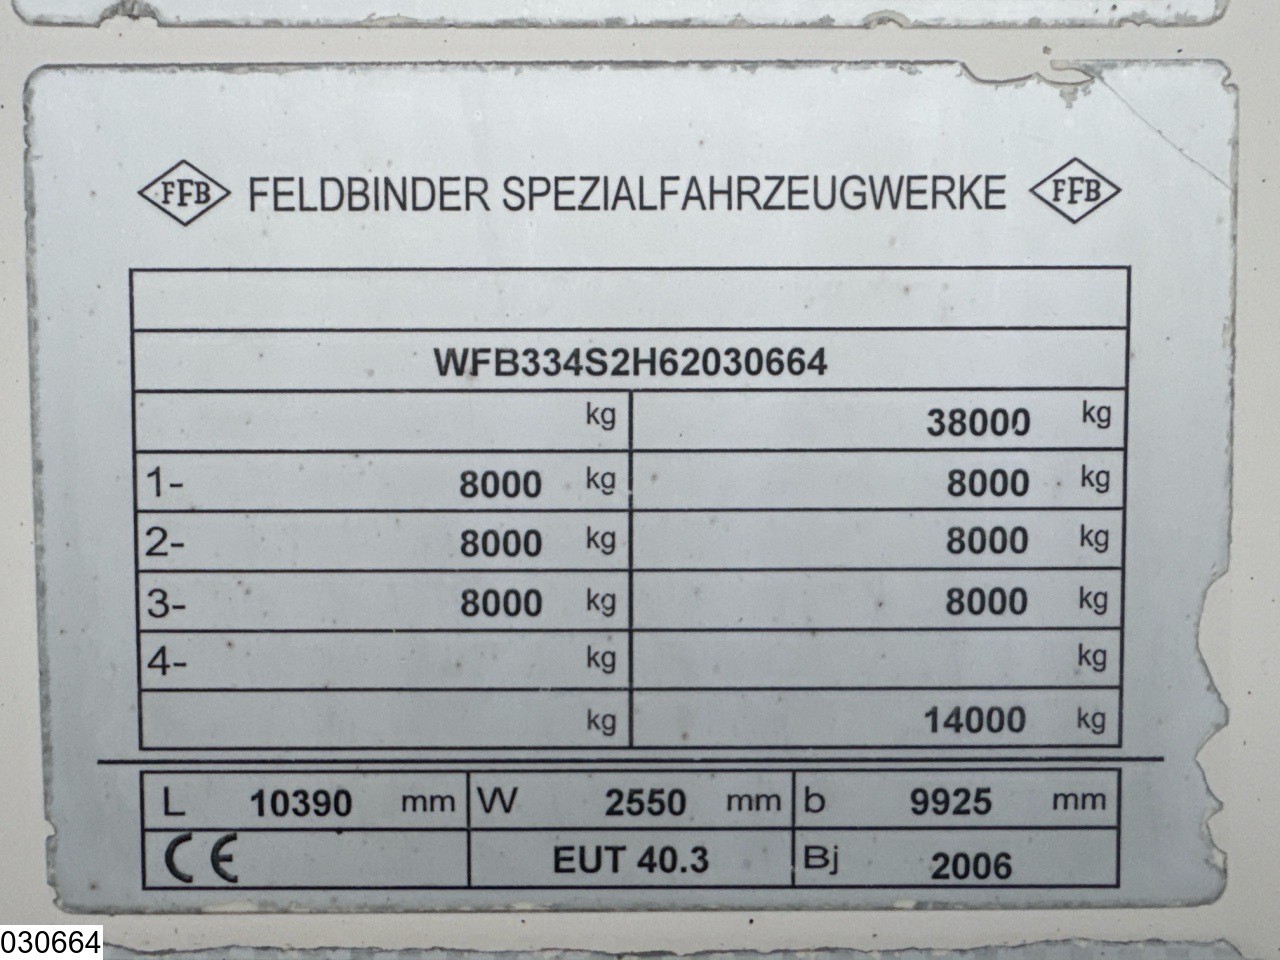 FFB FELDBINDER SPEZIALFAHRZEUGWERKE FFB
WFB334S2H62030664
kg 38000 kg
1- 8000 kg 8000 kg
2- 8000 kg 8000 kg
3- 8000 kg 8000 kg
4- kg kg
kg 14000 kg
L 10390 mm W 2550 mm b 9925 mm
CE EUT 40.3 Bj 2006
030664